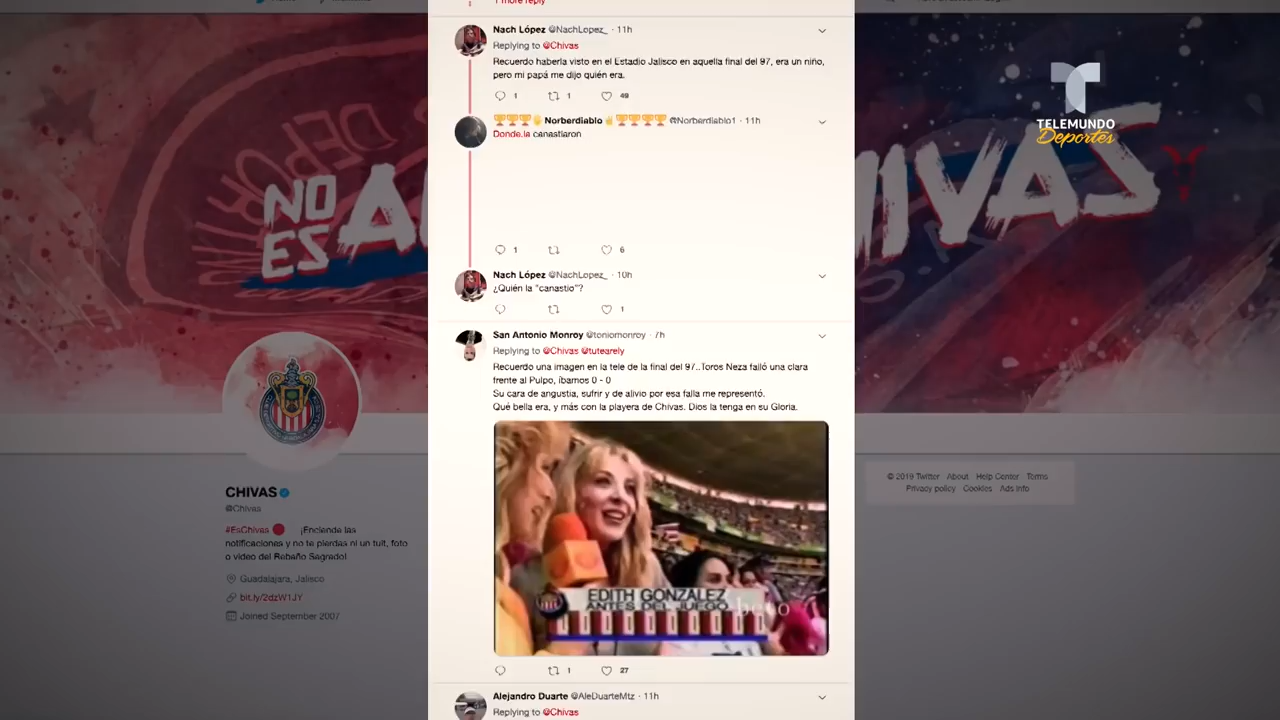 1 more reply
Nach López @NachLopez_ · 11h
Replying to @Chivas
Recuerdo haberla visto en el Estadio Jalisco en aquella final del 97, era un niño,
pero mi papá me dijo quién era.
1 1 49
Norberdiablo @Norberdiablo1 · 11h
Donde.la canastiaron
1 6
Nach López @NachLopez_ · 10h
¿Quién la "canastio"?
1
San Antonio Monroy @toniomonroy · 7h
Replying to @Chivas @tutearely
Recuerdo una imagen en la tele de la final del 97..Toros Neza falló una clara
frente al Pulpo, íbamos 0 - 0
Su cara de angustia, sufrir y de alivio por esa falla me representó.
Qué bella era, y más con la playera de Chivas. Dios la tenga en su Gloria.
EDITH GONZÁLEZ
ANTES DEL JUEGO
1 27
Alejandro Duarte @AleDuarteMtz · 11h
Replying to @Chivas
NO
ES
CHIVAS
@Chivas
#EsChivas ¡Enciende las
notificaciones y no te pierdas ni un tuit, foto
o video del Rebaño Sagrado!
Guadalajara, Jalisco
bit.ly/2dzW1JY
Joined September 2007
TELEMUNDO
Deportes
© 2019 Twitter About Help Center Terms
Privacy policy Cookies Ads info